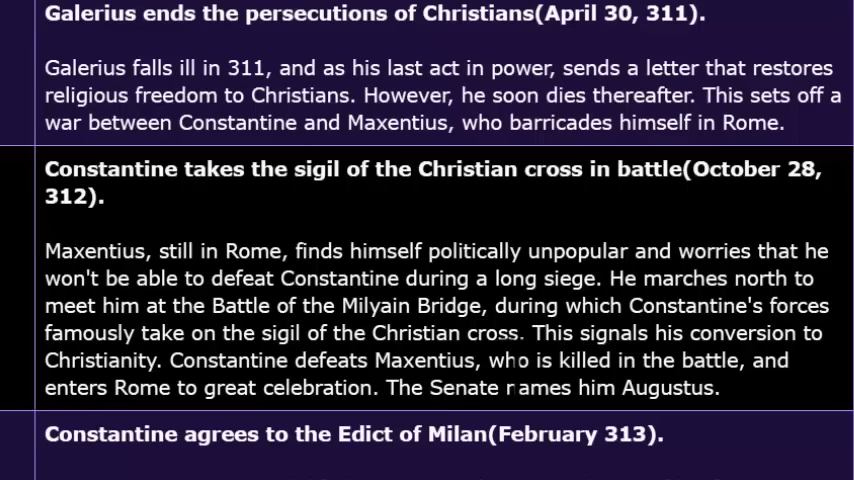 Galerius ends the persecutions of Christians(April 30, 311).
Galerius falls ill in 311, and as his last act in power, sends a letter that restores
religious freedom to Christians. However, he soon dies thereafter. This sets off a
war between Constantine and Maxentius, who barricades himself in Rome.
Constantine takes the sigil of the Christian cross in battle(October 28,
312).
Maxentius, still in Rome, finds himself politically unpopular and worries that he
won't be able to defeat Constantine during a long siege. He marches north to
meet him at the Battle of the Milyain Bridge, during which Constantine's forces
famously take on the sigil of the Christian cross. This signals his conversion to
Christianity. Constantine defeats Maxentius, who is killed in the battle, and
enters Rome to great celebration. The Senate names him Augustus.
Constantine agrees to the Edict of Milan(February 313).